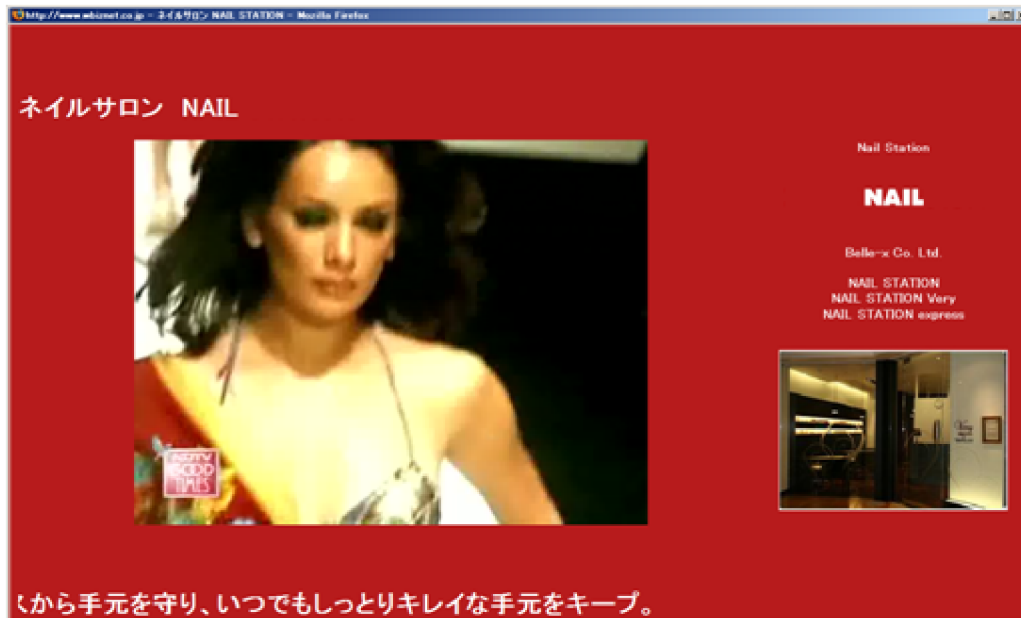 http://www.wbiznet.co.jp - ネイルサロン NAIL STATION - Mozilla Firefox
ネイルサロン NAIL
Nail Station
NAIL
Belle-x Co. Ltd.
NAIL STATION
NAIL STATION Very
NAIL STATION express
NDTV
GOOD
TIMES
から手元を守り、いつでもしっとりキレイな手元をキープ。